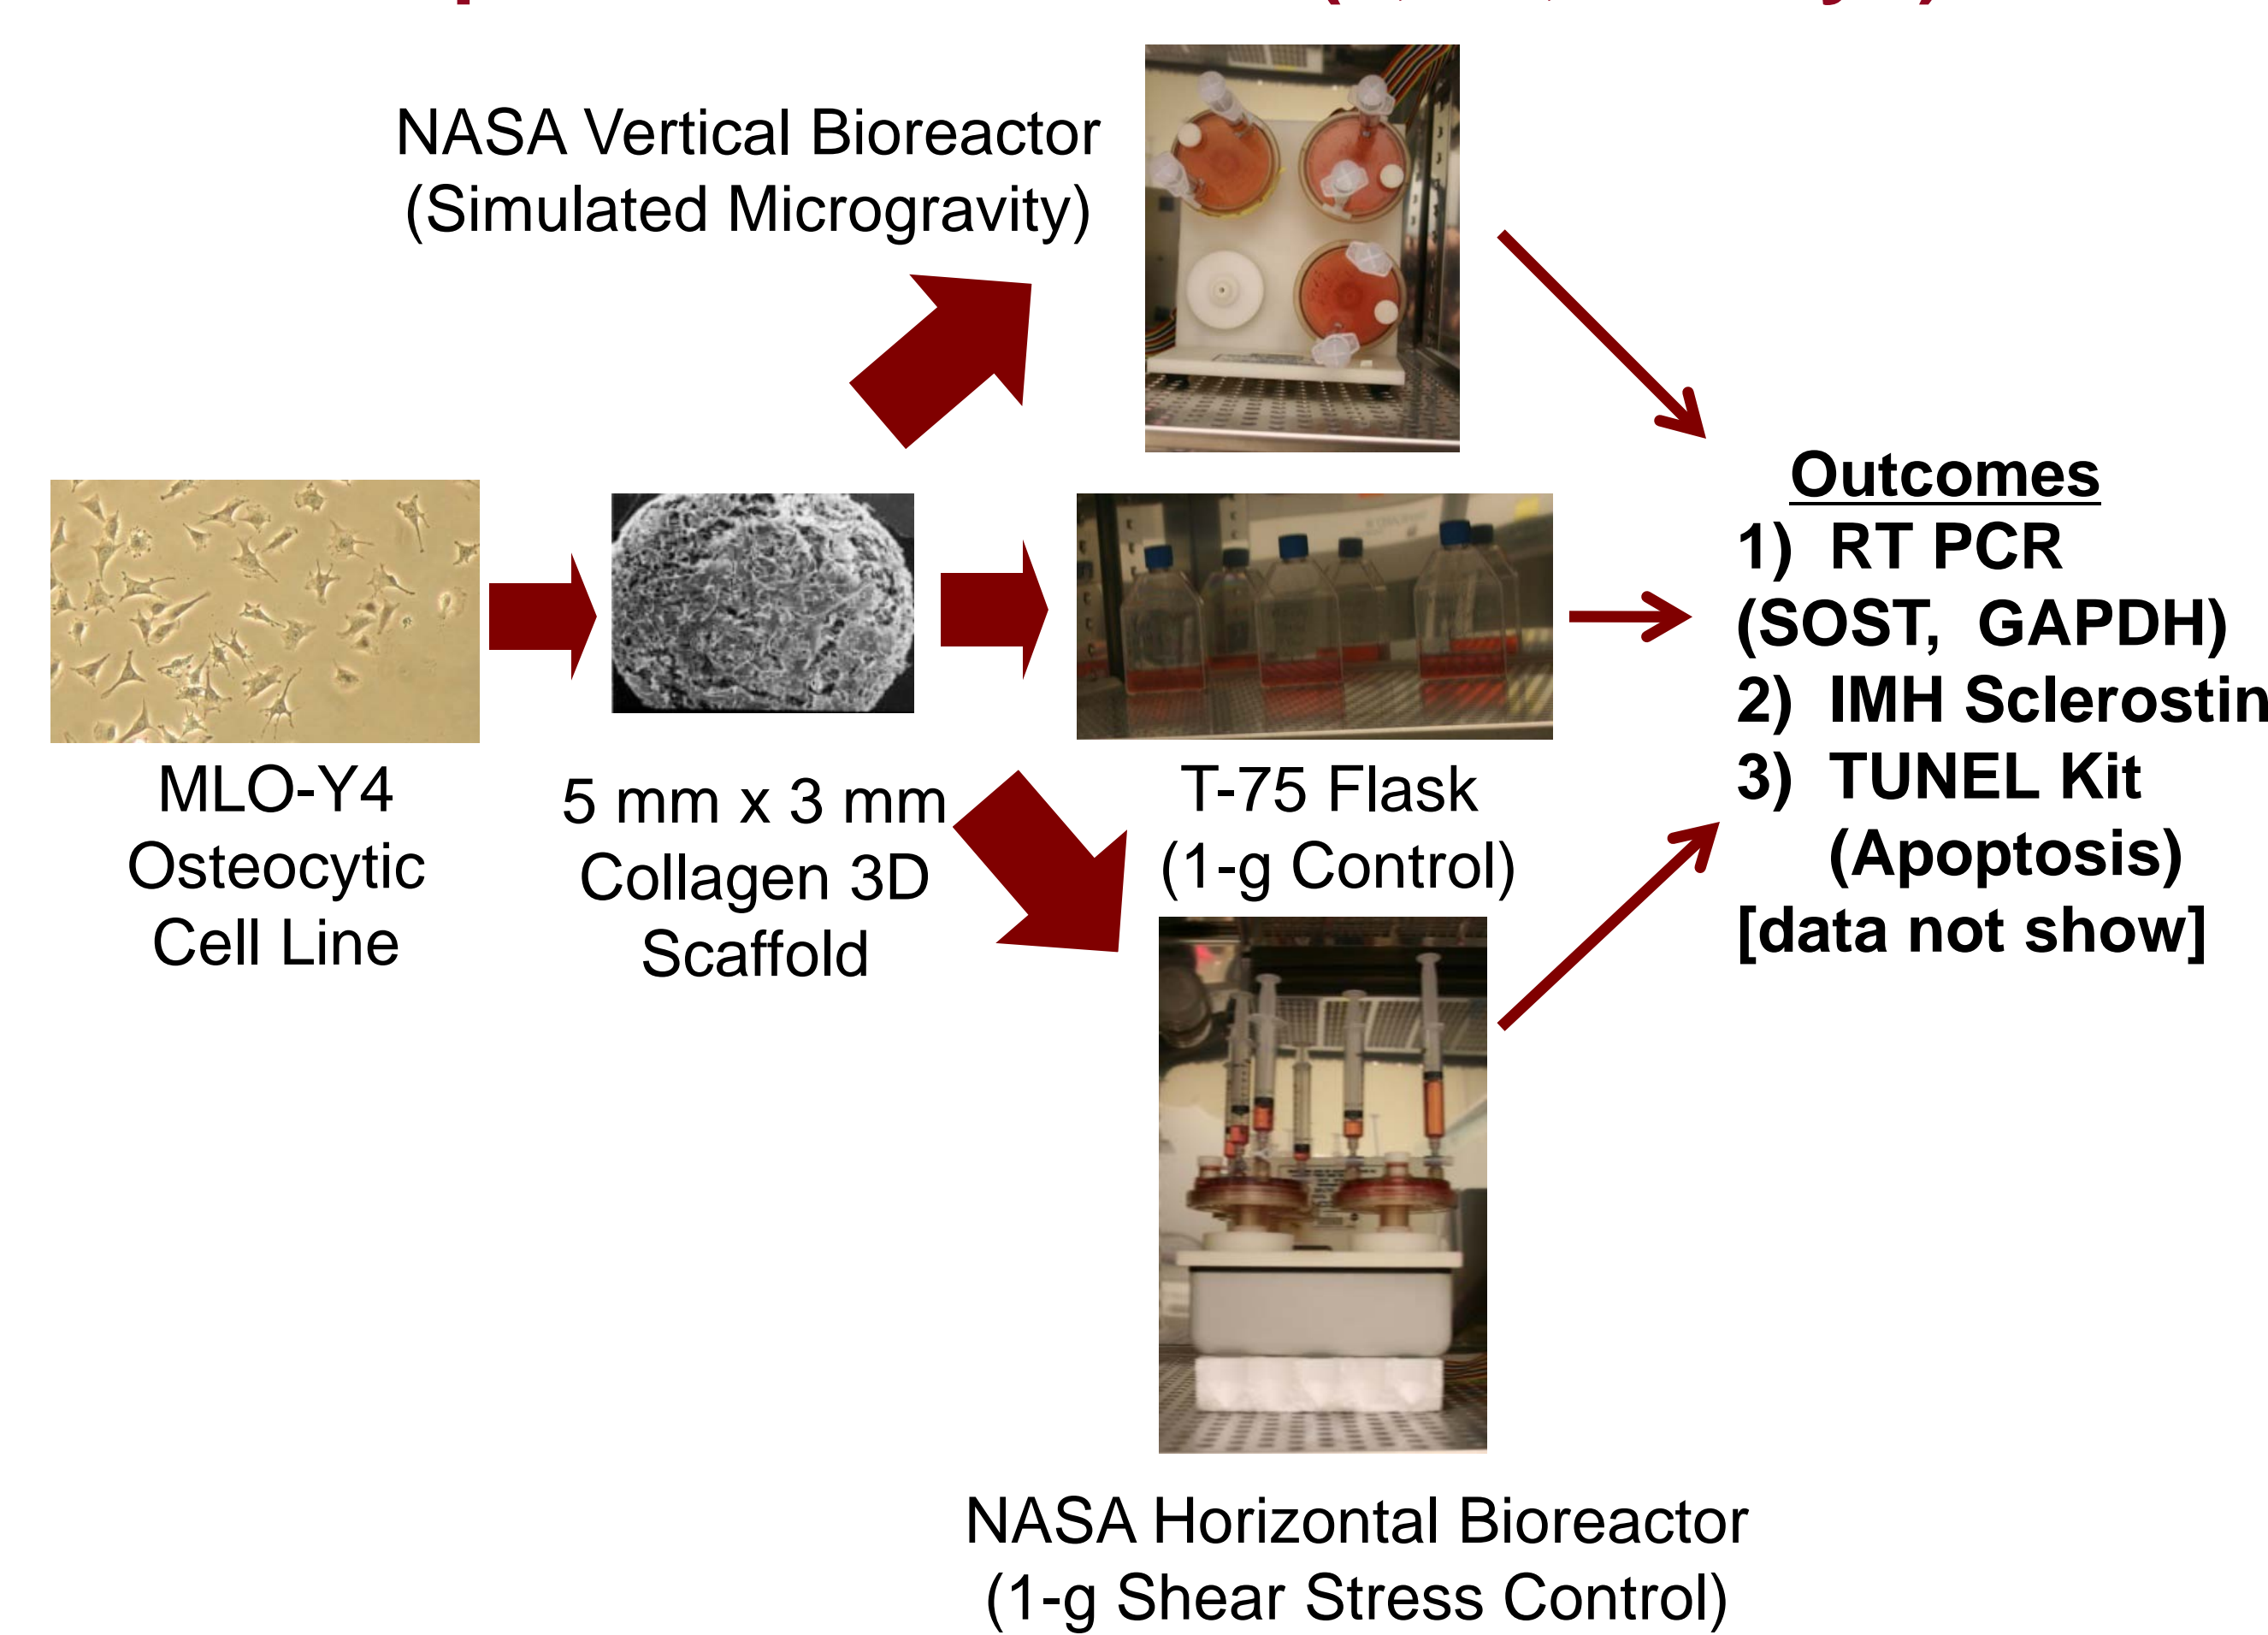 NASA Vertical Bioreactor
(Simulated Microgravity)
MLO-Y4
Osteocytic
Cell Line
5 mm x 3 mm
Collagen 3D
Scaffold
T-75 Flask
(1-g Control)
NASA Horizontal Bioreactor
(1-g Shear Stress Control)
Outcomes
1) RT PCR
(SOST, GAPDH)
2) IMH Sclerostin
3) TUNEL Kit
(Apoptosis)
[data not show]